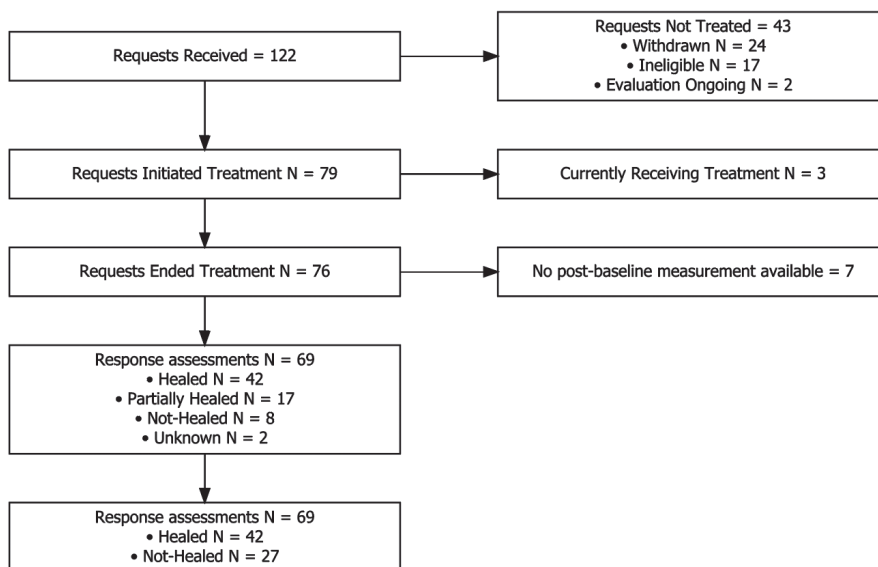 Requests Received = 122
Requests Not Treated = 43
• Withdrawn N = 24
• Ineligible N = 17
• Evaluation Ongoing N = 2
Requests Initiated Treatment N = 79
Currently Receiving Treatment N = 3
Requests Ended Treatment N = 76
No post-baseline measurement available = 7
Response assessments N = 69
• Healed N = 42
• Partially Healed N = 17
• Not-Healed N = 8
• Unknown N = 2
Response assessments N = 69
• Healed N = 42
• Not-Healed N = 27